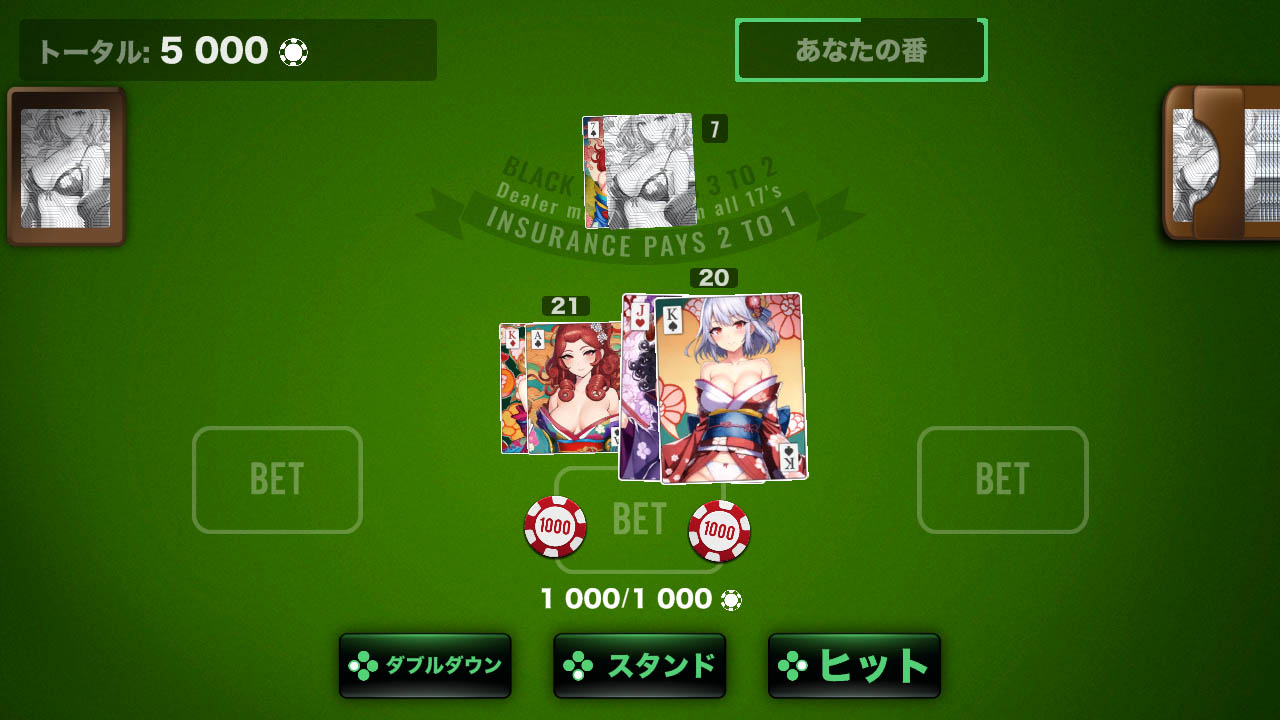 トータル: 5 000
あなたの番
7
7
BLACK 3 TO 2
Dealer m n all 17's
INSURANCE PAYS 2 TO 1
20
21
J
K
K
A
K
BET
BET
BET
1000
1000
1 000/1 000
ダブルダウン
スタンド
ヒット